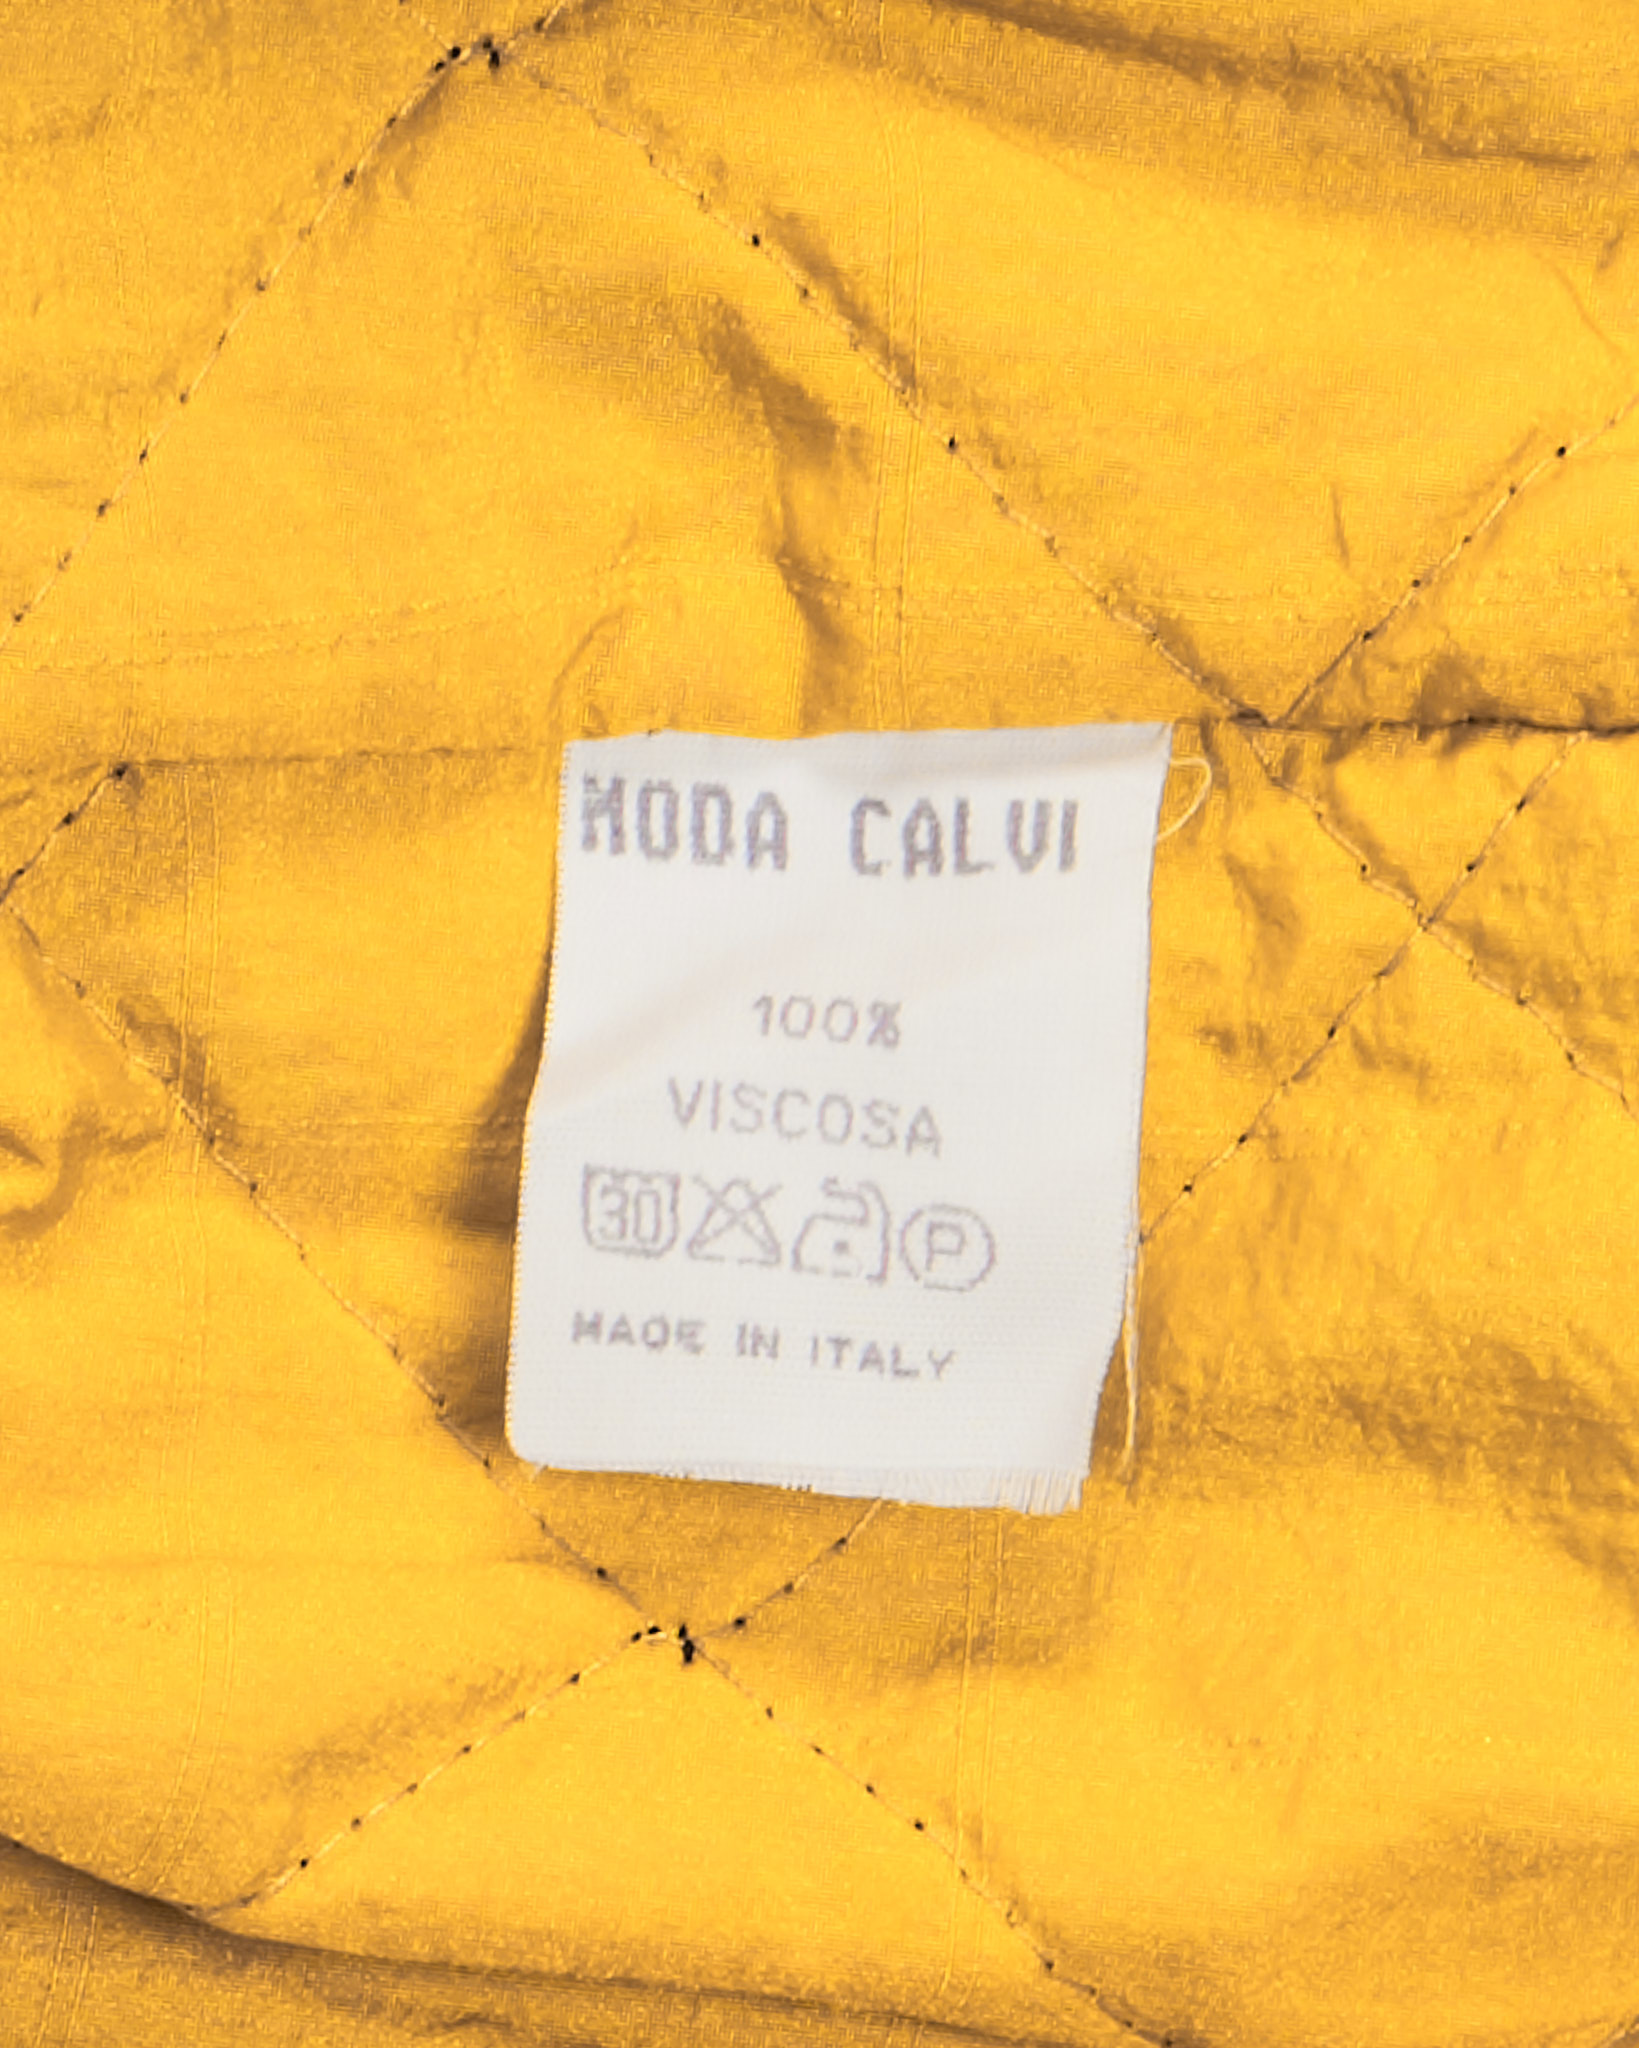 MODA CALVI
100%
VISCOSA
30 P
MADE IN ITALY